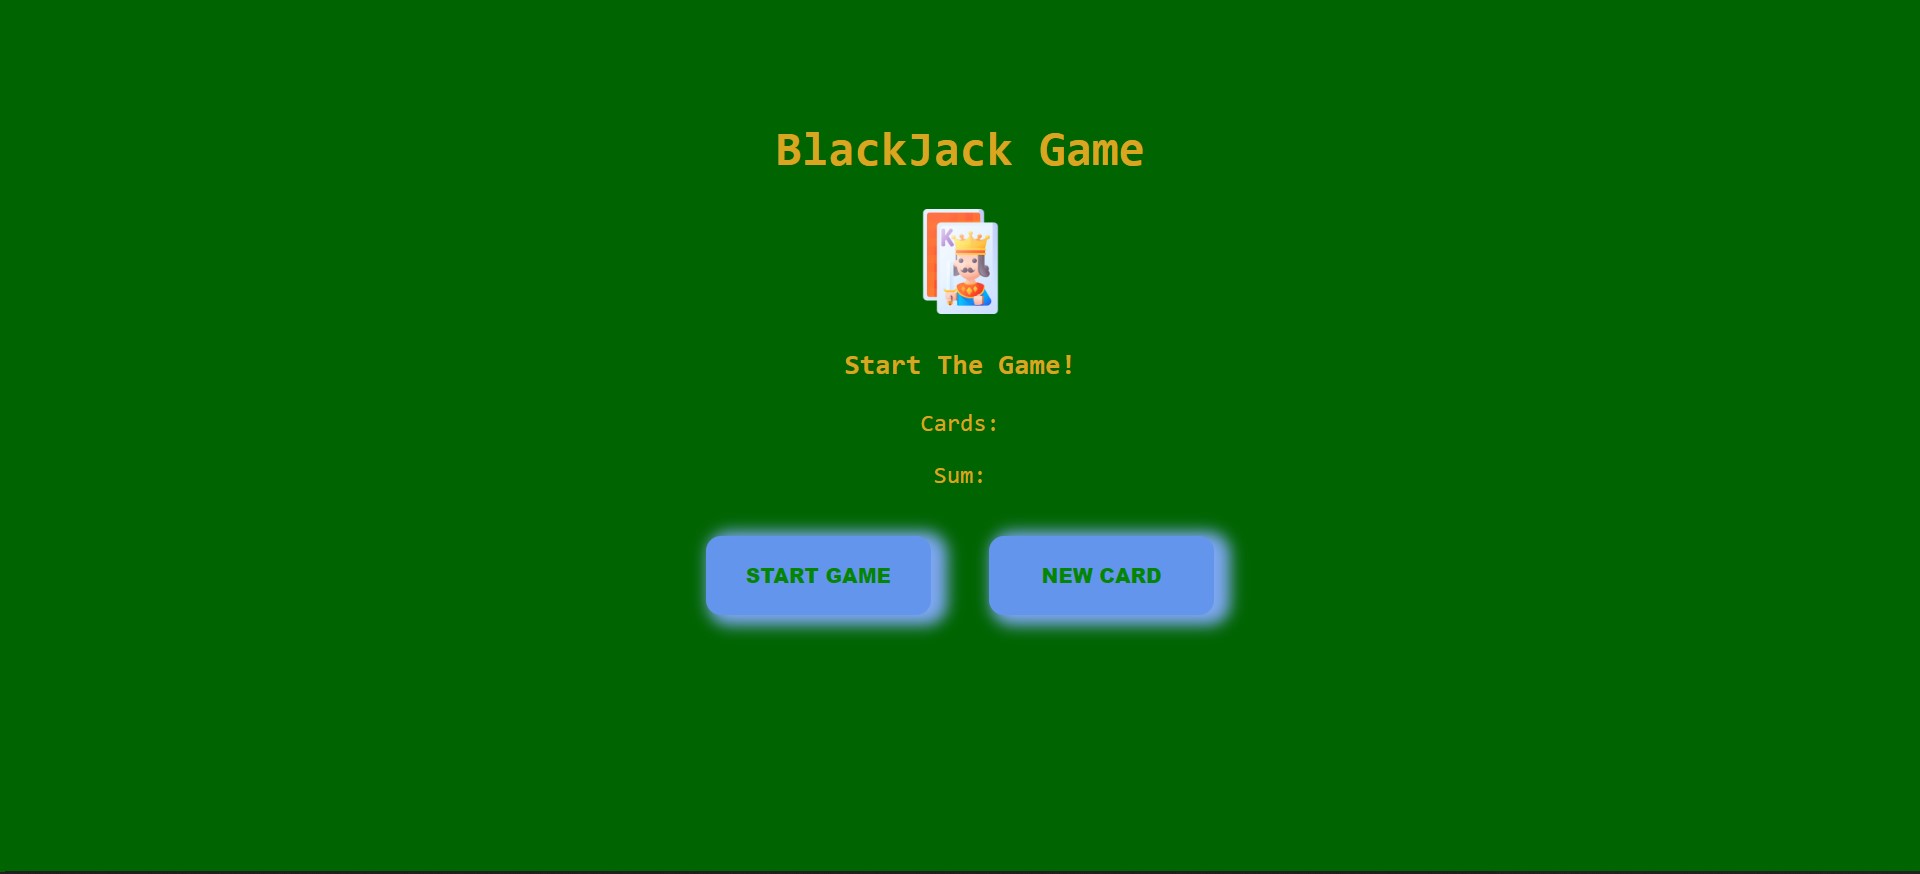 BlackJack Game
K
Start The Game!
Cards:
Sum:
START GAME
NEW CARD